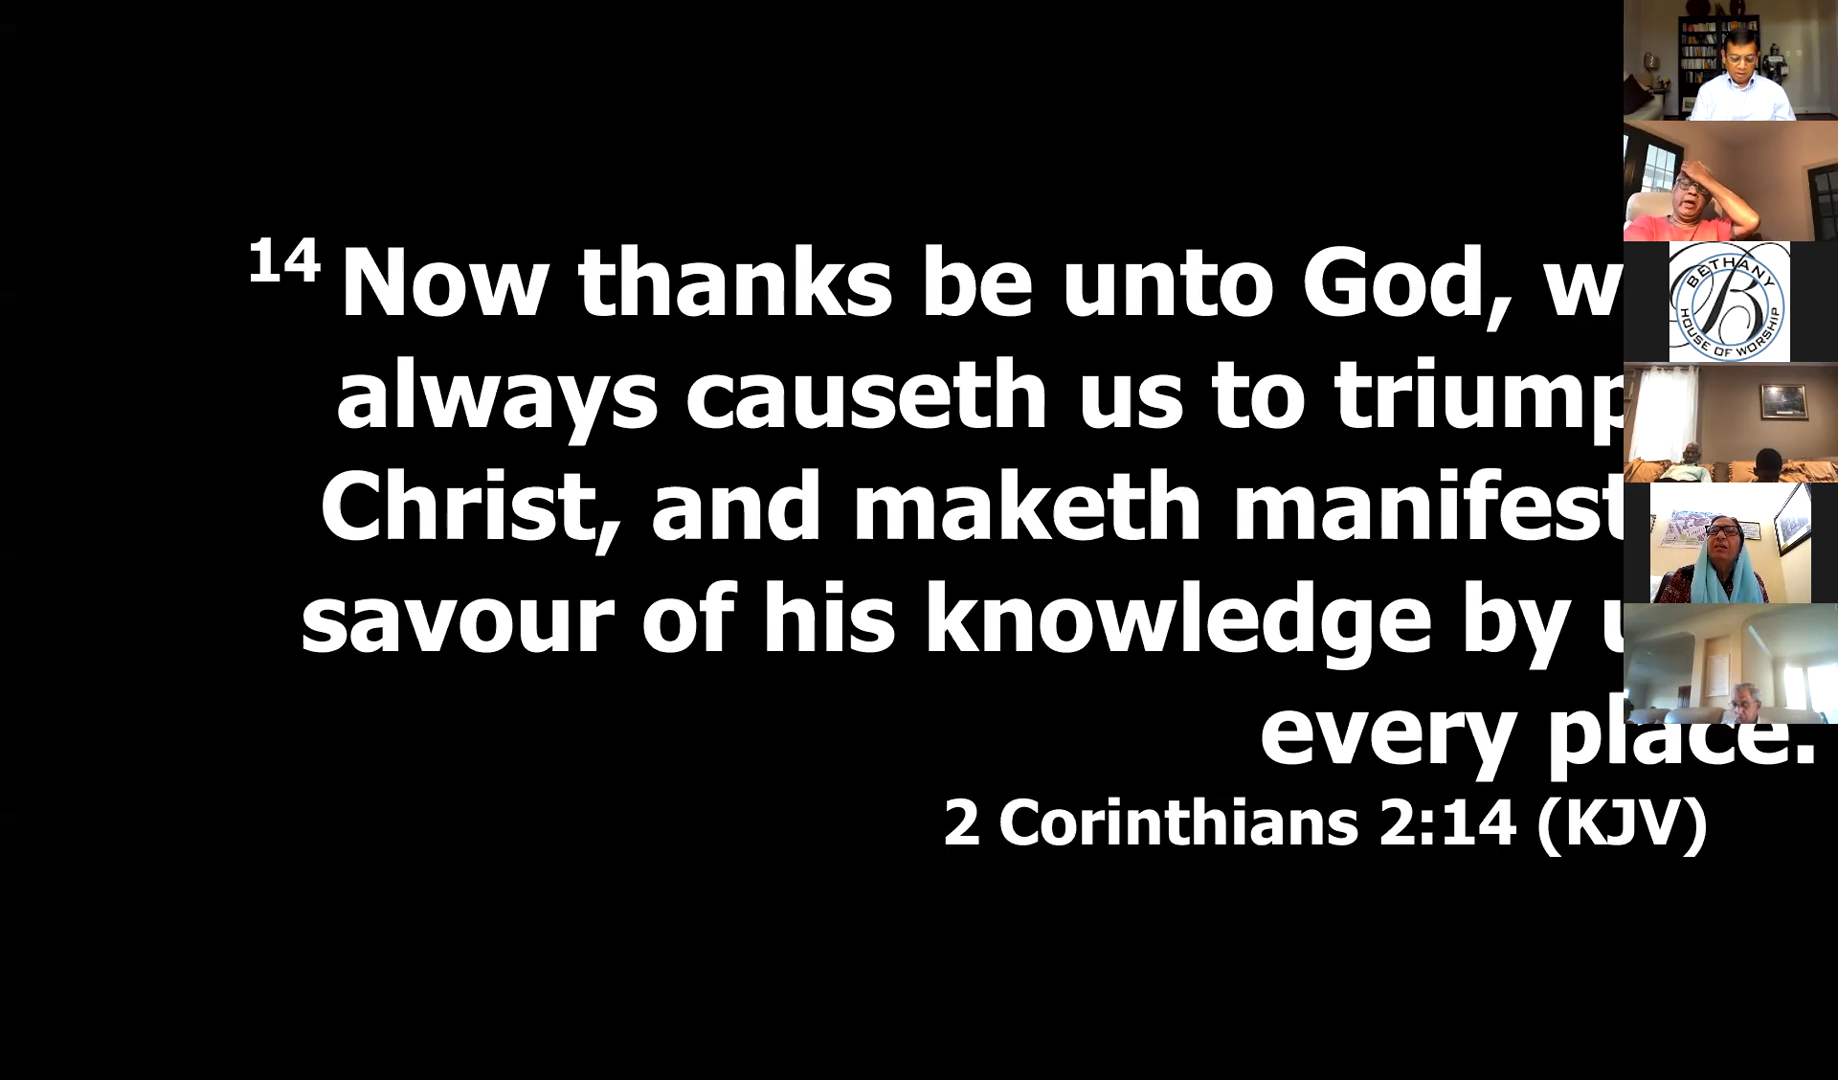 14 Now thanks be unto God, w
always causeth us to triump
Christ, and maketh manifest
savour of his knowledge by u
every place.
2 Corinthians 2:14 (KJV)
BETHANY
B
HOUSE OF WORSHIP